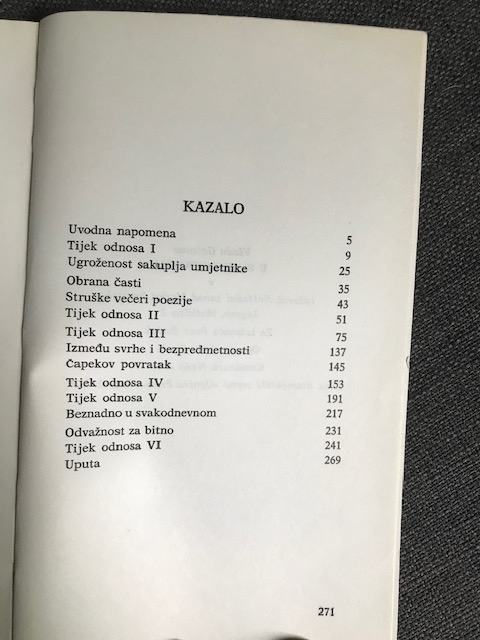 KAZALO
Uvodna napomena 5
Tijek odnosa I 9
Ugroženost sakuplja umjetnike 25
Obrana časti 35
Struške večeri poezije 43
Tijek odnosa II 51
Tijek odnosa III 75
Između svrhe i bezpredmetnosti 137
Čapekov povratak 145
Tijek odnosa IV 153
Tijek odnosa V 191
Beznadno u svakodnevnom 217
Odvažnost za bitno 231
Tijek odnosa VI 241
Uputa 269
271